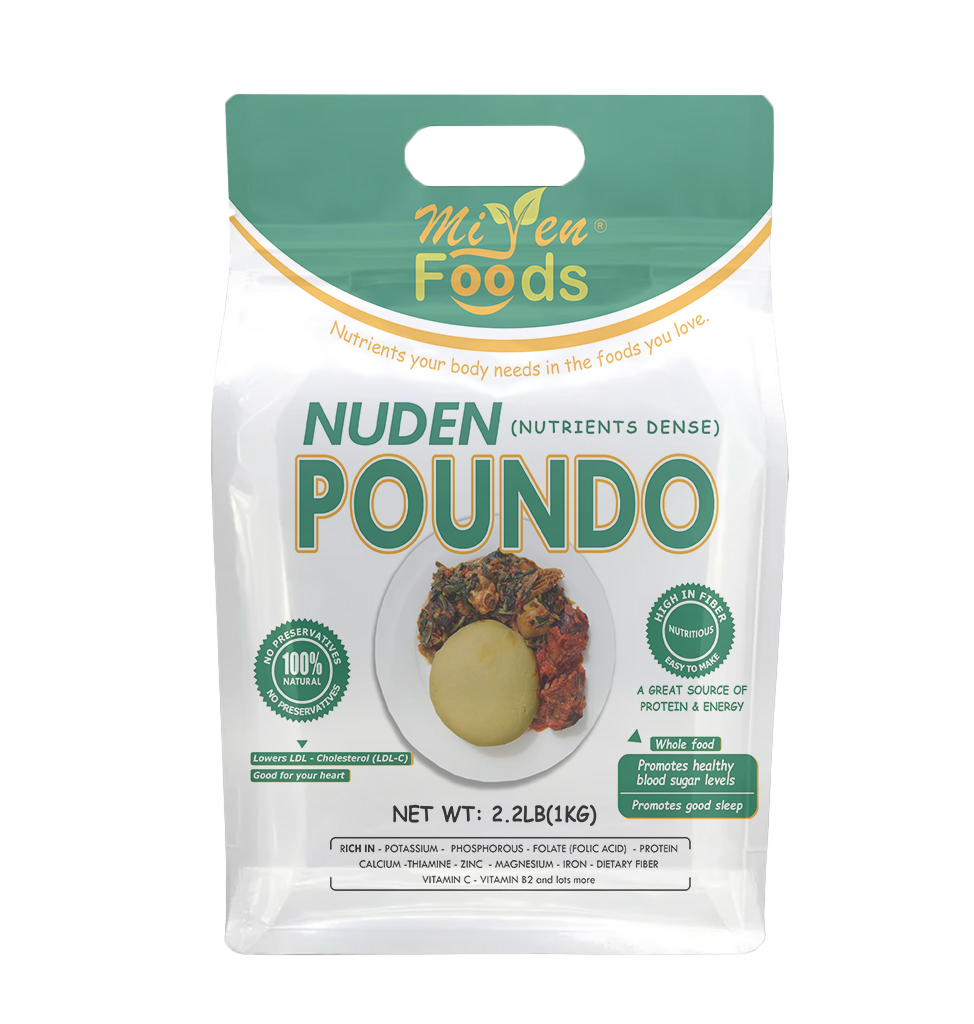 MiYen®
Foods
Nutrients your body needs in the foods you love.
NUDEN (NUTRIENTS DENSE)
POUNDO
NO PRESERVATIVES
100%
NATURAL
NO PRESERVATIVES
HIGH IN FIBER
NUTRITIOUS
EASY TO MAKE
A GREAT SOURCE OF
PROTEIN & ENERGY
Lowers LDL - Cholesterol (LDL-C)
Good for your heart
Whole food
Promotes healthy
blood sugar levels
Promotes good sleep
NET WT: 2.2LB(1KG)
RICH IN - POTASSIUM - PHOSPHOROUS - FOLATE (FOLIC ACID) - PROTEIN
CALCIUM -THIAMINE - ZINC - MAGNESIUM - IRON - DIETARY FIBER
VITAMIN C - VITAMIN B2 and lots more